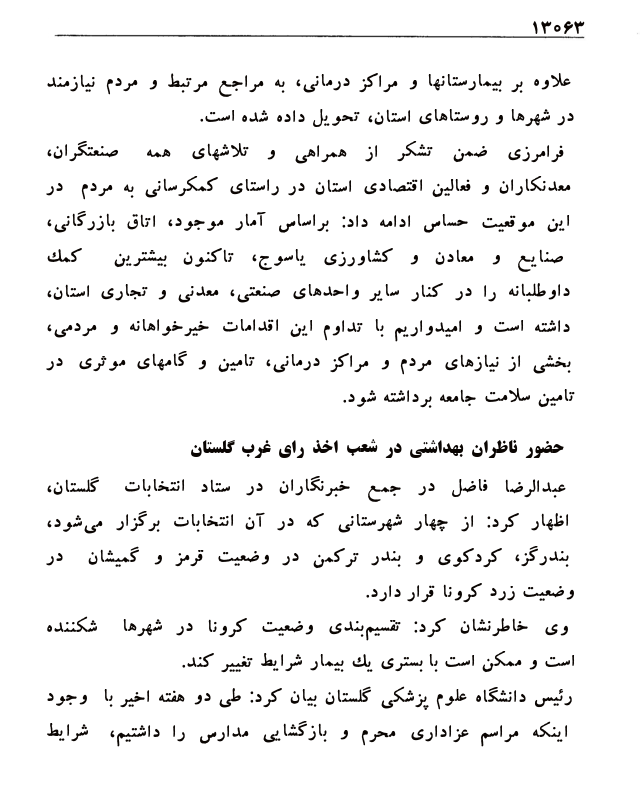 ۱۳۰۶۳
علاوه بر بیمارستانها و مراکز درمانی، به مراجع مرتبط و مردم نیازمند
در شهرها و روستاهای استان، تحویل داده شده است.
فرامرزی ضمن تشکر از همراهی و تلاشهای همه صنعتگران،
معدنکاران و فعالین اقتصادی استان در راستای کمکرسانی به مردم در
این موقعیت حساس ادامه داد: براساس آمار موجود، اتاق بازرگانی،
صنایع و معادن و کشاورزی یاسوج، تاکنون بیشترین کمك
داوطلبانه را در کنار سایر واحدهای صنعتی، معدنی و تجاری استان،
داشته است و امیدواریم با تداوم این اقدامات خیرخواهانه و مردمی،
بخشی از نیازهای مردم و مراکز درمانی، تامین و گامهای موثری در
تامین سلامت جامعه برداشته شود.
حضور ناظران بهداشتی در شعب اخذ رای غرب گلستان
عبدالرضا فاضل در جمع خبرنگاران در ستاد انتخابات گلستان،
اظهار کرد: از چهار شهرستانی که در آن انتخابات برگزار می‌شود،
بندرگز، کردکوی و بندر ترکمن در وضعیت قرمز و گمیشان در
وضعیت زرد کرونا قرار دارد.
وی خاطرنشان کرد: تقسیم‌بندی وضعیت کرونا در شهرها شکننده
است و ممکن است با بستری یك بیمار شرایط تغییر کند.
رئیس دانشگاه علوم پزشکی گلستان بیان کرد: طی دو هفته اخیر با وجود
اینکه مراسم عزاداری محرم و بازگشایی مدارس را داشتیم، شرایط